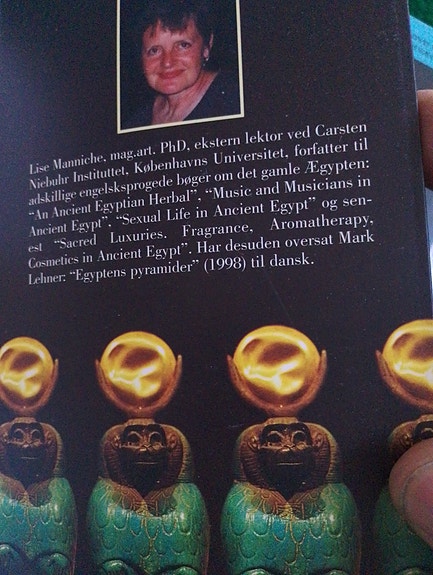 Lise Manniche, mag.art. PhD, ekstern lektor ved Carsten
Niebuhr Instituttet, Københavns Universitet, forfatter til
adskillige engelsksprogede bøger om det gamle Ægypten:
“An Ancient Egyptian Herbal”, “Music and Musicians in
Ancient Egypt”, “Sexual Life in Ancient Egypt” og sen-
est “Sacred Luxuries. Fragrance, Aromatherapy,
Cosmetics in Ancient Egypt”. Har desuden oversat Mark
Lehner: “Egyptens pyramider” (1998) til dansk.